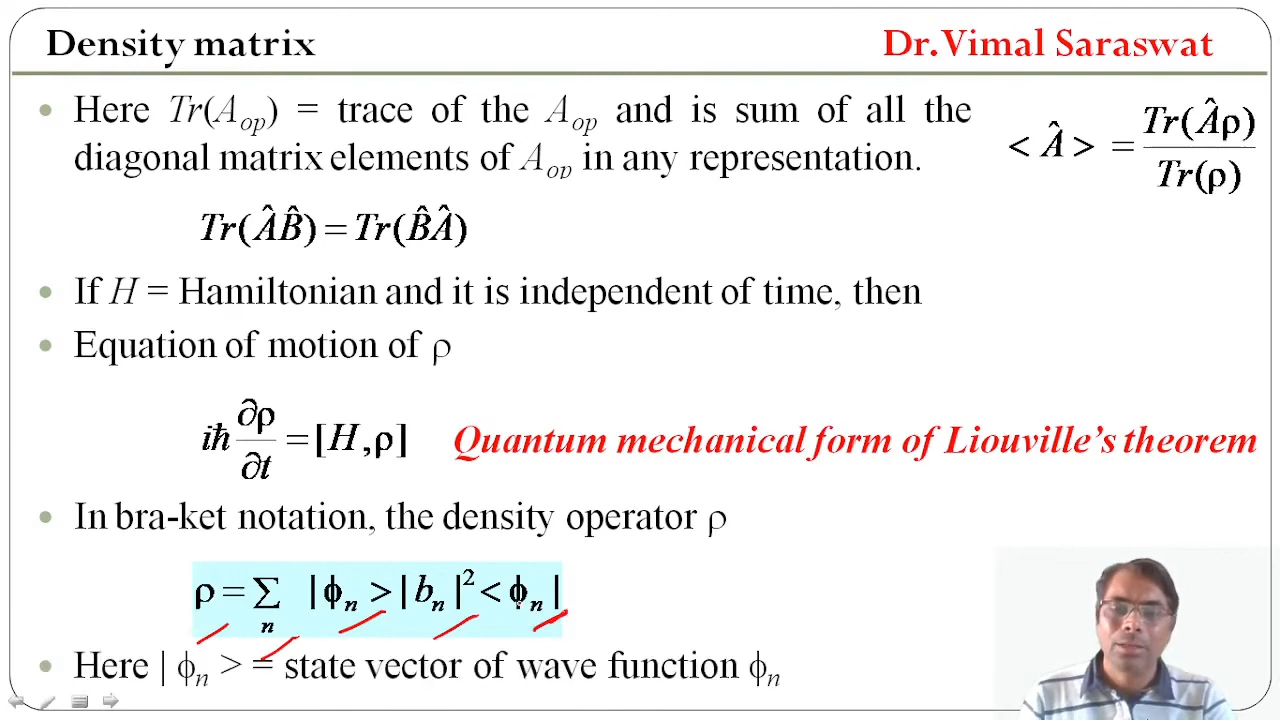 Density matrix
Dr.Vimal Saraswat
• Here Tr(A_op) = trace of the A_op and is sum of all the
diagonal matrix elements of A_op in any representation.
< Â > = Tr(Âρ) / Tr(ρ)
Tr(ÂB̂) = Tr(B̂Â)
• If H = Hamiltonian and it is independent of time, then
• Equation of motion of ρ
iħ ∂ρ/∂t = [H,ρ]
Quantum mechanical form of Liouville's theorem
• In bra-ket notation, the density operator ρ
ρ = ∑_n | ϕ_n > | b_n |² < ϕ_n |
• Here | ϕ_n > = state vector of wave function ϕ_n